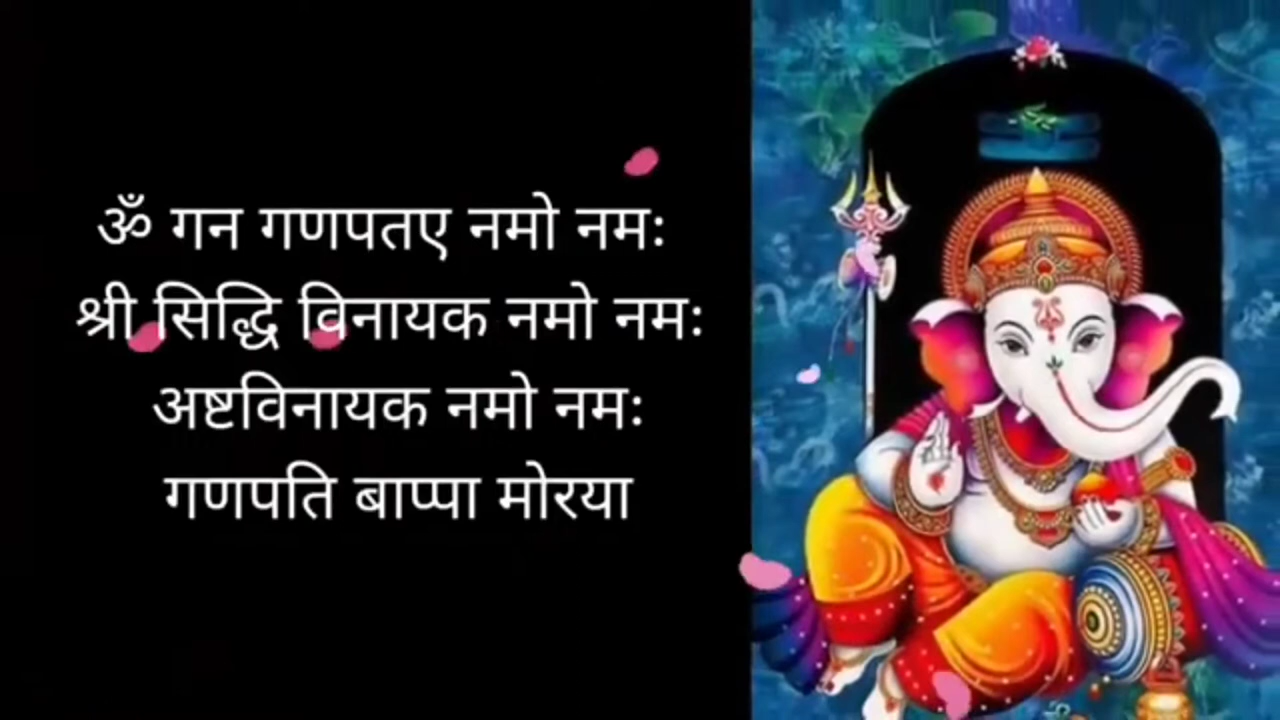 ॐ गन गणपतए नमो नमः
श्री सिद्धि विनायक नमो नमः
अष्टविनायक नमो नमः
गणपति बाप्पा मोरया